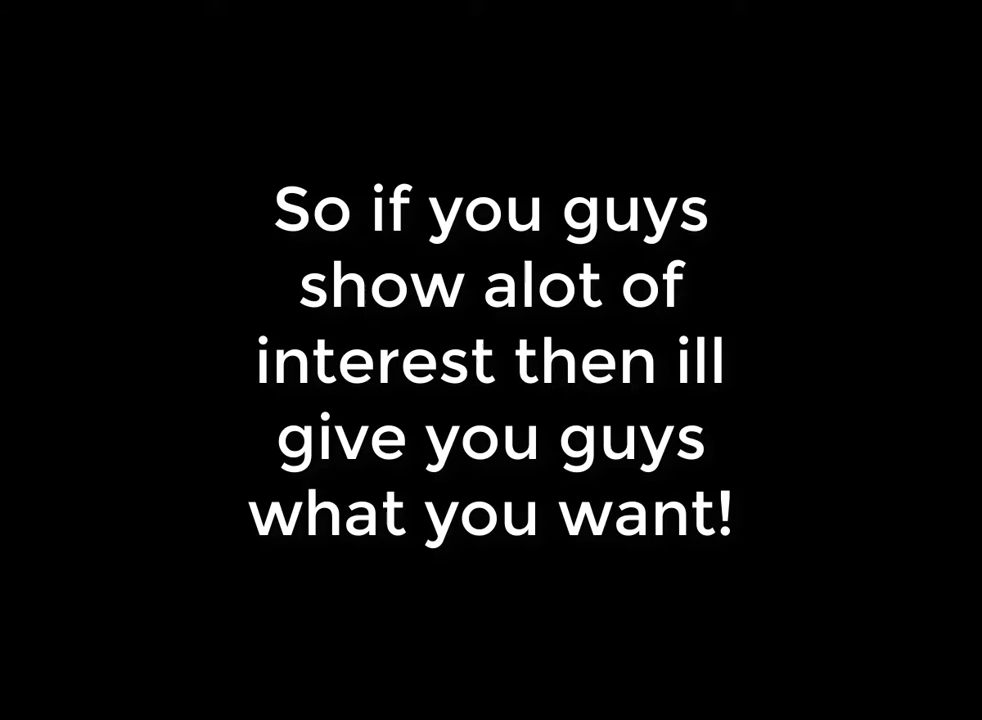 So if you guys
show alot of
interest then ill
give you guys
what you want!